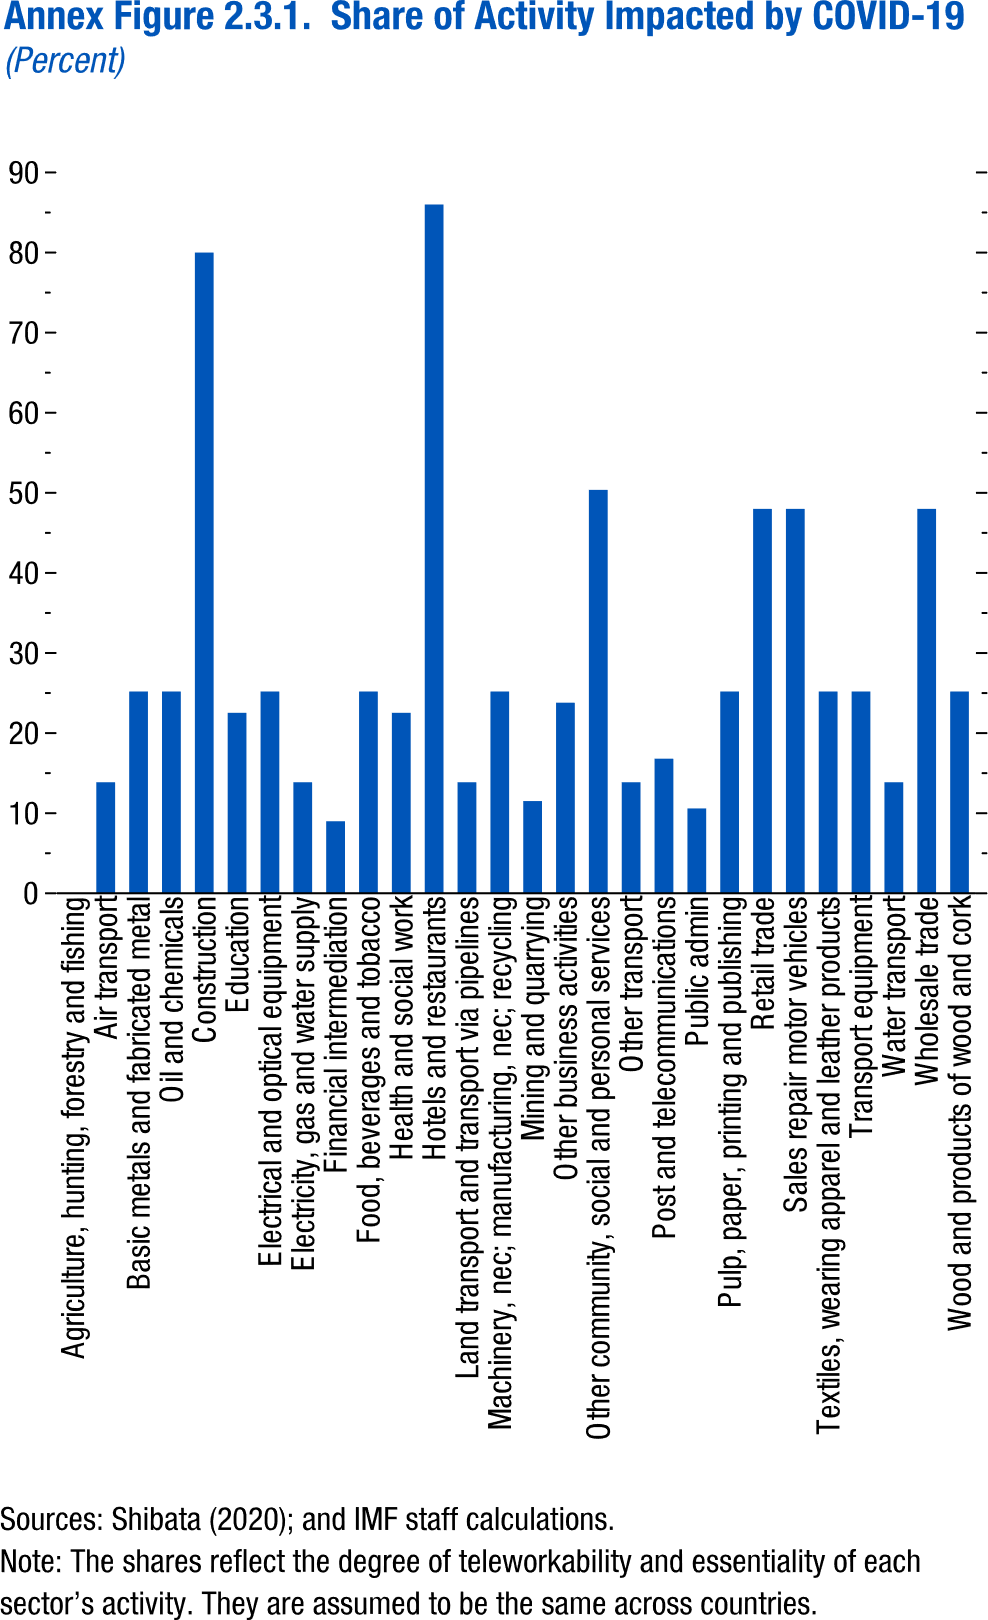 Annex Figure 2.3.1. Share of Activity Impacted by COVID-19
(Percent)
90
80
70
60
50
40
30
20
10
0
Agriculture, hunting, forestry and fishing
Air transport
Basic metals and fabricated metal
Oil and chemicals
Construction
Education
Electrical and optical equipment
Electricity, gas and water supply
Financial intermediation
Food, beverages and tobacco
Health and social work
Hotels and restaurants
Land transport and transport via pipelines
Machinery, nec; manufacturing, nec; recycling
Mining and quarrying
Other business activities
Other community, social and personal services
Other transport
Post and telecommunications
Public admin
Pulp, paper, printing and publishing
Retail trade
Sales repair motor vehicles
Textiles, wearing apparel and leather products
Transport equipment
Water transport
Wholesale trade
Wood and products of wood and cork
Sources: Shibata (2020); and IMF staff calculations.
Note: The shares reflect the degree of teleworkability and essentiality of each
sector’s activity. They are assumed to be the same across countries.